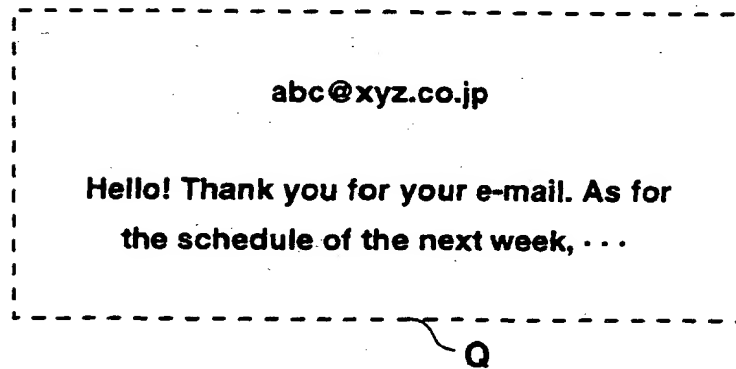 abc@xyz.co.jp
Hello! Thank you for your e-mail. As for
the schedule of the next week, · · ·
Q